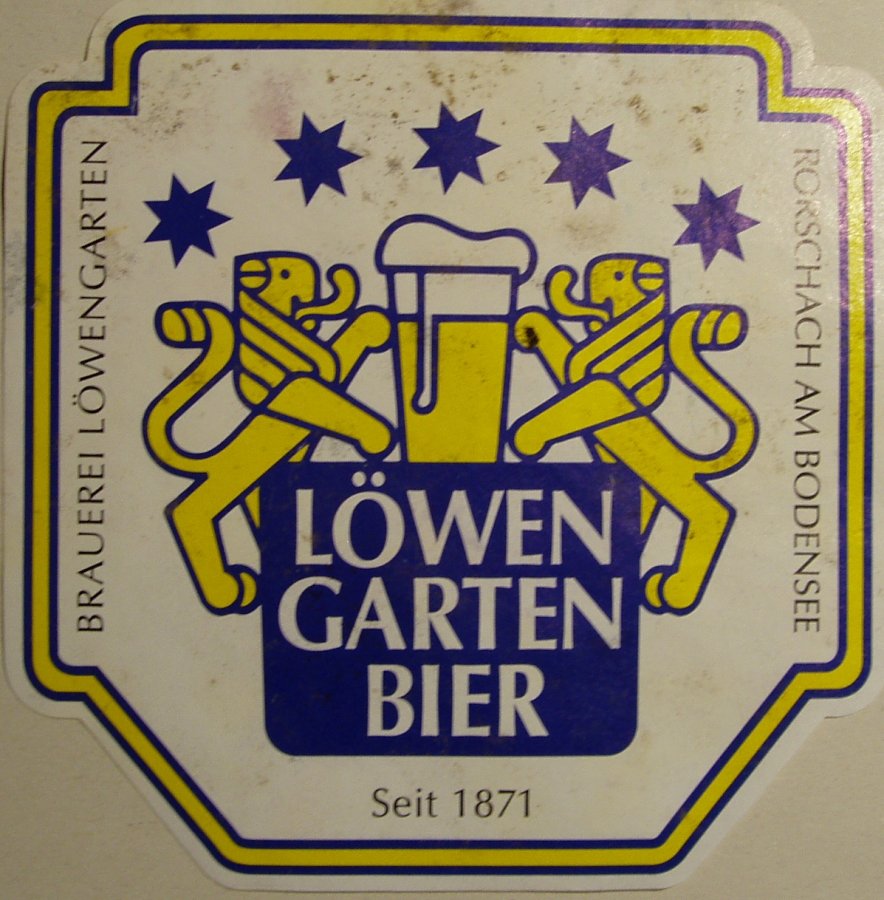 BRAUEREI LÖWENGARTEN
RORSCHACH AM BODENSEE
LÖWEN
GARTEN
BIER
Seit 1871